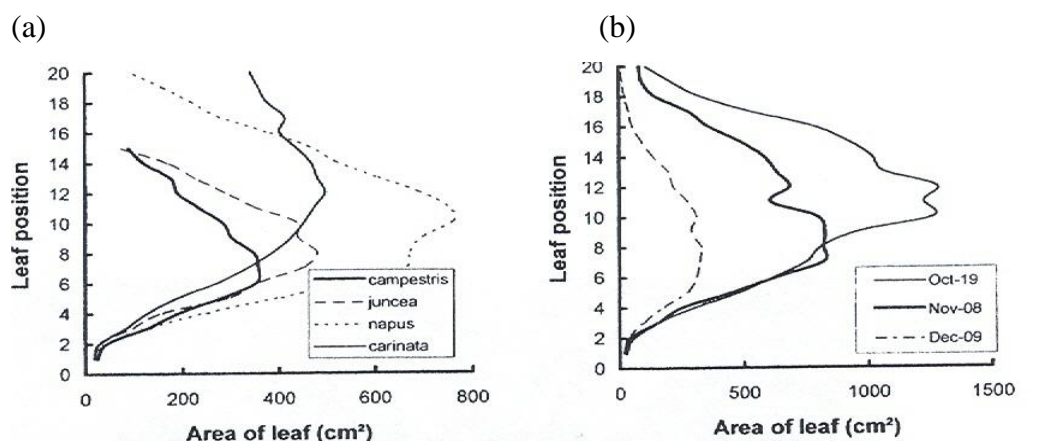 (a)
20
18
16
14
12
10
8
6
4
2
0
Leaf position
0 200 400 600 800
Area of leaf (cm²)
campestris
juncea
napus
carinata
(b)
20
18
16
14
12
10
8
6
4
2
0
Leaf position
0 500 1000 1500
Area of leaf (cm²)
Oct-19
Nov-08
Dec-09